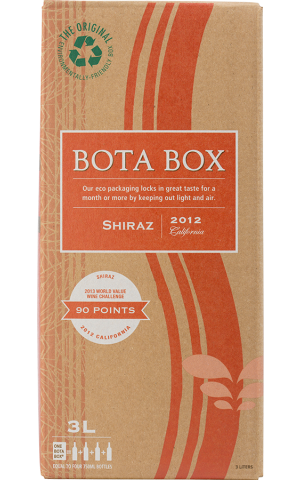 THE ORIGINAL
ENVIRONMENTALLY-FRIENDLY BOX
BOTA BOX™
Our eco packaging locks in great taste for a
month or more by keeping out light and air.
SHIRAZ
2012
California
SHIRAZ
2013 WORLD VALUE
WINE CHALLENGE
90 POINTS
2012 CALIFORNIA
3L
ONE
BOTA
BOX
EQUAL TO FOUR 750ML BOTTLES
3 LITERS